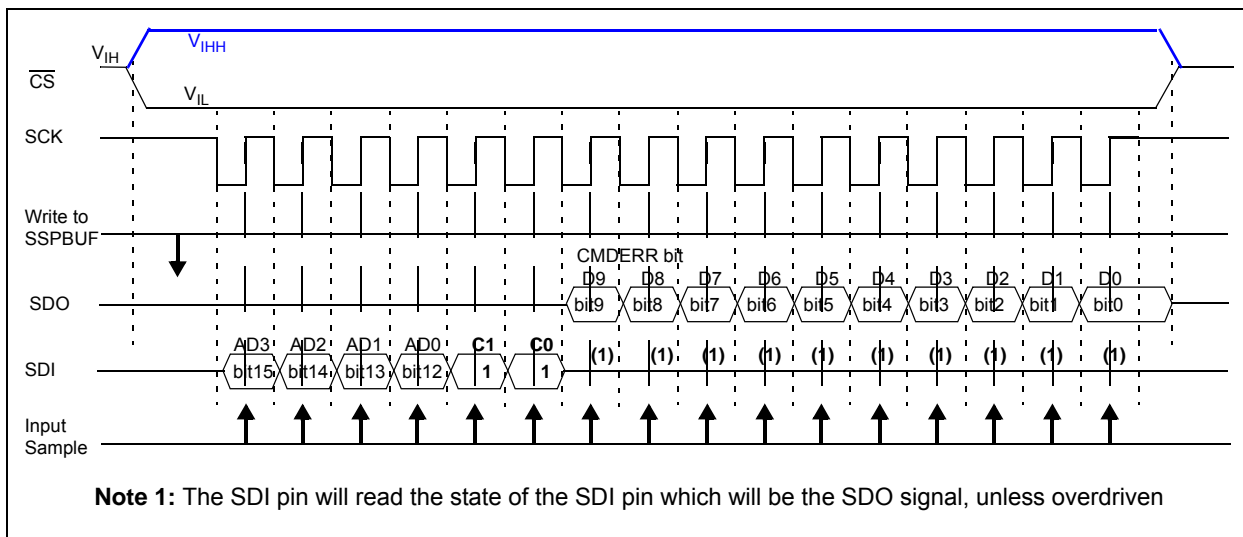 VIHH
VIH
CS
VIL
SCK
Write to
SSPBUF
CMDERR bit
D9 D8 D7 D6 D5 D4 D3 D2 D1 D0
SDO bit9 bit8 bit7 bit6 bit5 bit4 bit3 bit2 bit1 bit0
AD3 AD2 AD1 AD0 C1 C0 (1) (1) (1) (1) (1) (1) (1) (1) (1) (1)
SDI bit15 bit14 bit13 bit12 1 1
Input
Sample
Note 1: The SDI pin will read the state of the SDI pin which will be the SDO signal, unless overdriven